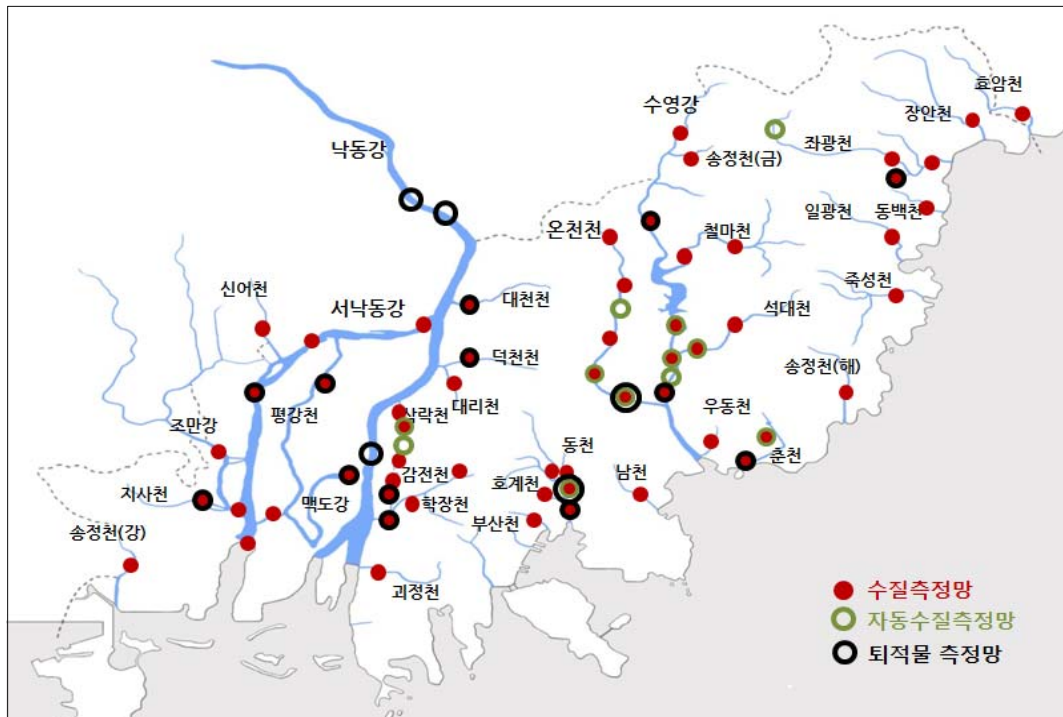 효암천
장안천
수영강
좌광천
송정천(금)
낙동강
일광천
동백천
온천천
철마천
죽성천
신어천
대천천
서낙동강
석대천
덕천천
송정천(해)
대리천
평강천
삼락천
우동천
조만강
동천
춘천
감전천
호계천
남천
지사천
맥도강
학장천
부산천
송정천(강)
괴정천
수질측정망
자동수질측정망
퇴적물 측정망